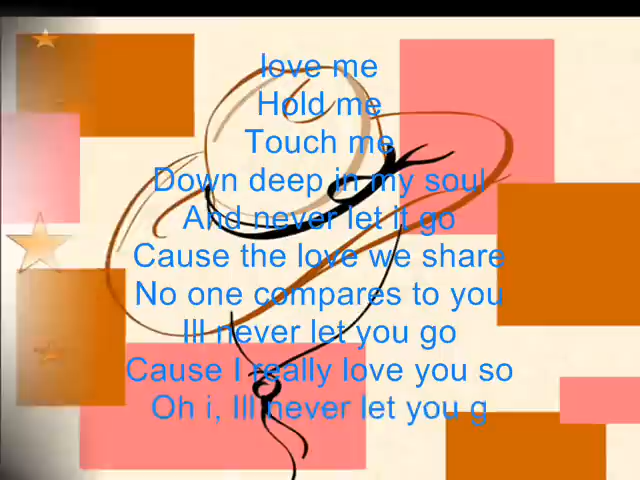 love me
Hold me
Touch me
Down deep in my soul
And never let it go
Cause the love we share
No one compares to you
Ill never let you go
Cause I really love you so
Oh i, Ill never let you g